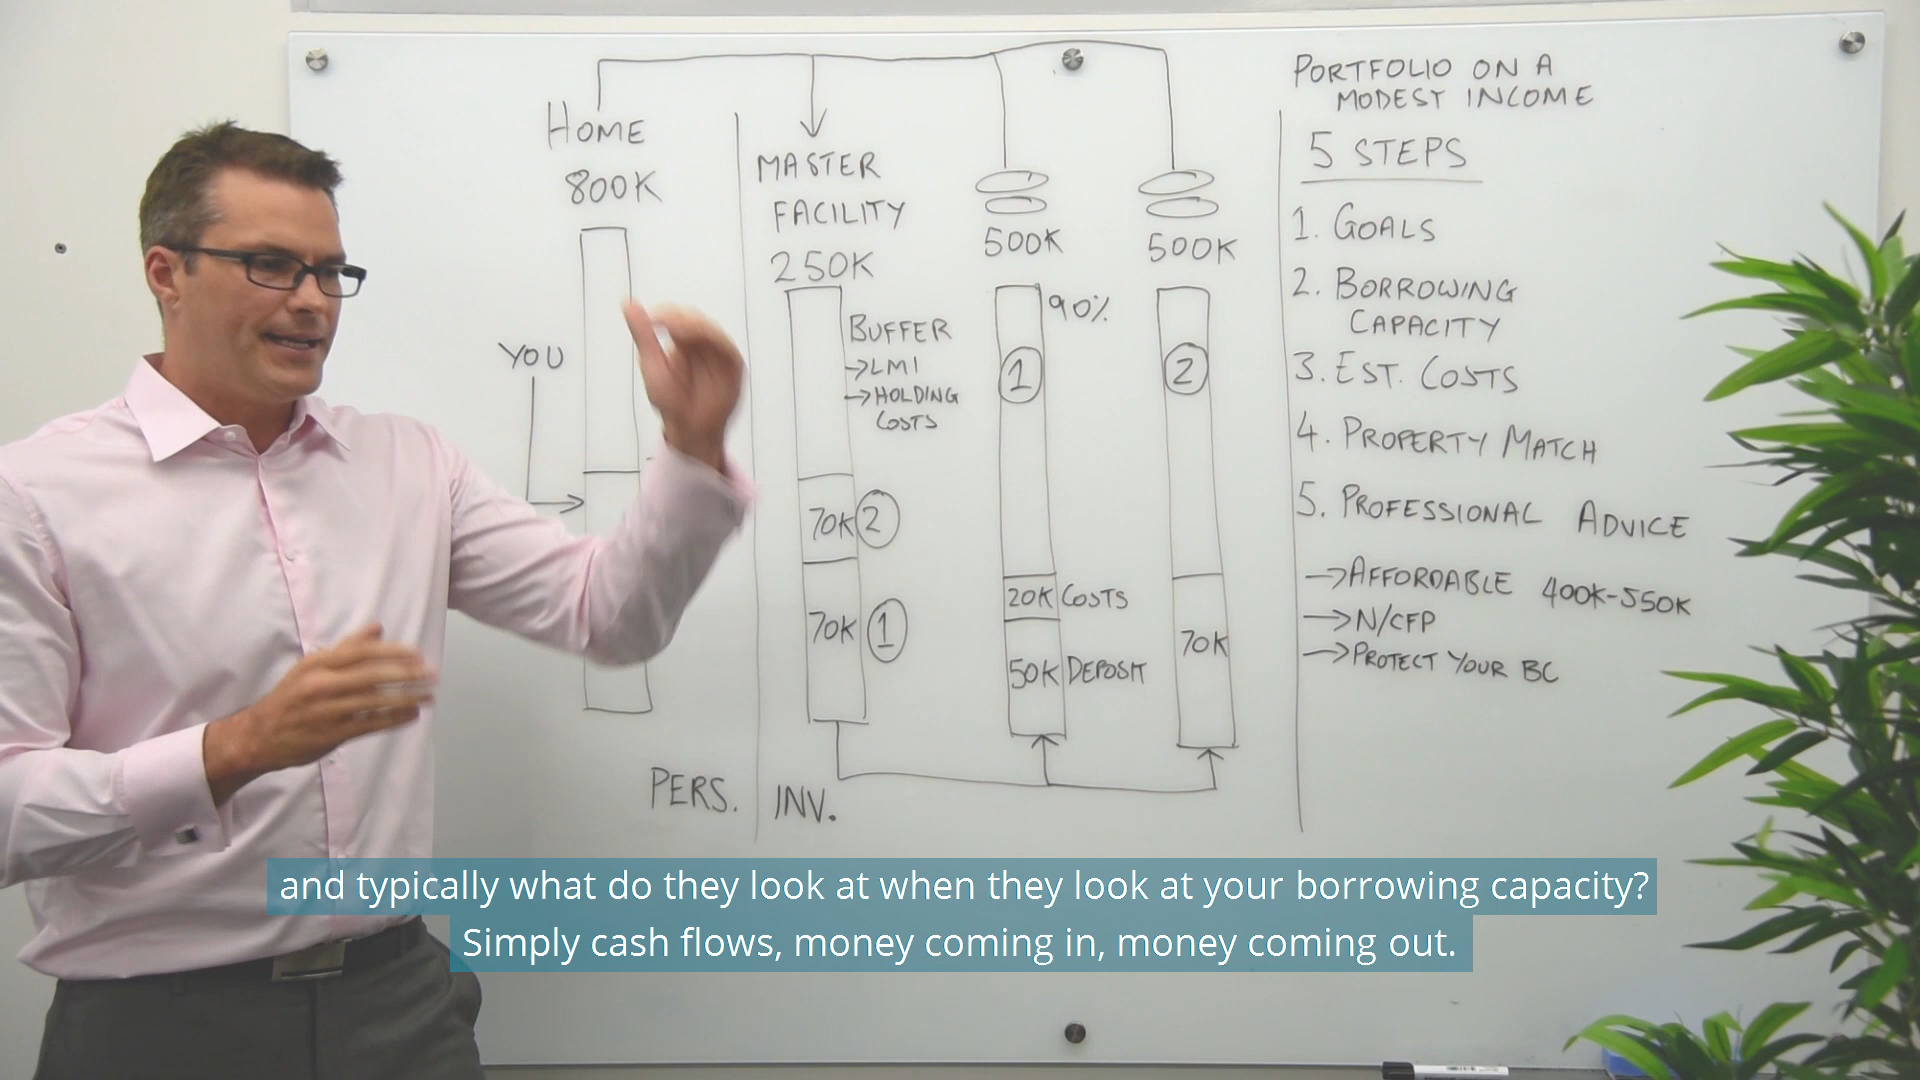 HOME
800K
YOU
PERS.
MASTER
FACILITY
250K
BUFFER
→LMI
→HOLDING
COSTS
70K 2
70K 1
INV.
500K
90%
1
20K COSTS
50K DEPOSIT
500K
2
70K
PORTFOLIO ON A
MODEST INCOME
5 STEPS
1. GOALS
2. BORROWING
CAPACITY
3. EST. COSTS
4. PROPERTY MATCH
5. PROFESSIONAL ADVICE
→AFFORDABLE 400K-550K
→N/CFP
→PROTECT YOUR BC
and typically what do they look at when they look at your borrowing capacity?
Simply cash flows, money coming in, money coming out.